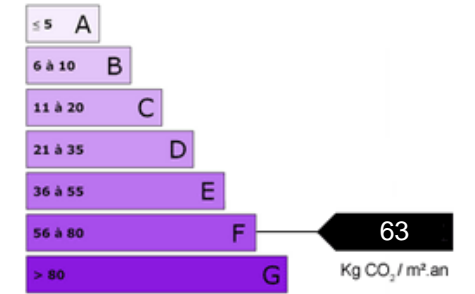 ≤ 5 A
6 à 10 B
11 à 20 C
21 à 35 D
36 à 55 E
56 à 80 F 63
> 80 G
Kg CO₂ / m².an